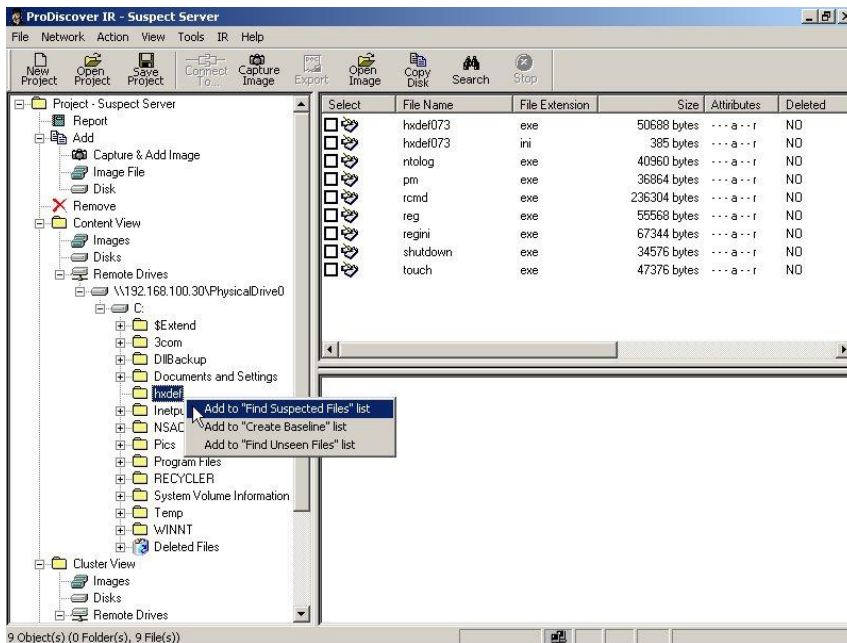 ProDiscover IR - Suspect Server
File Network Action View Tools IR Help
New Project
Open Project
Save Project
Connect To...
Capture Image
Export
Open Image
Copy Disk
Search
Stop
Project - Suspect Server
Report
Add
Capture & Add Image
Image File
Disk
Remove
Content View
Images
Disks
Remote Drives
\\192.168.100.30\PhysicalDrive0
C:
$Extend
3com
DllBackup
Documents and Settings
hxdef
Inetpu
NSAC
Pics
Program Files
RECYCLER
System Volume Information
Temp
WINNT
Deleted Files
Cluster View
Images
Disks
Remote Drives
Add to "Find Suspected Files" list
Add to "Create Baseline" list
Add to "Find Unseen Files" list
Select File Name File Extension Size Attributes Deleted
hxdef073 exe 50688 bytes - - - a - - r NO
hxdef073 ini 385 bytes - - - a - - r NO
ntolog exe 40960 bytes - - - a - - r NO
pm exe 36864 bytes - - - a - - r NO
rcmd exe 236304 bytes - - - a - - r NO
reg exe 55568 bytes - - - a - - r NO
regini exe 67344 bytes - - - a - - r NO
shutdown exe 34576 bytes - - - a - - r NO
touch exe 47376 bytes - - - a - - r NO
9 Object(s) (0 Folder(s), 9 File(s))